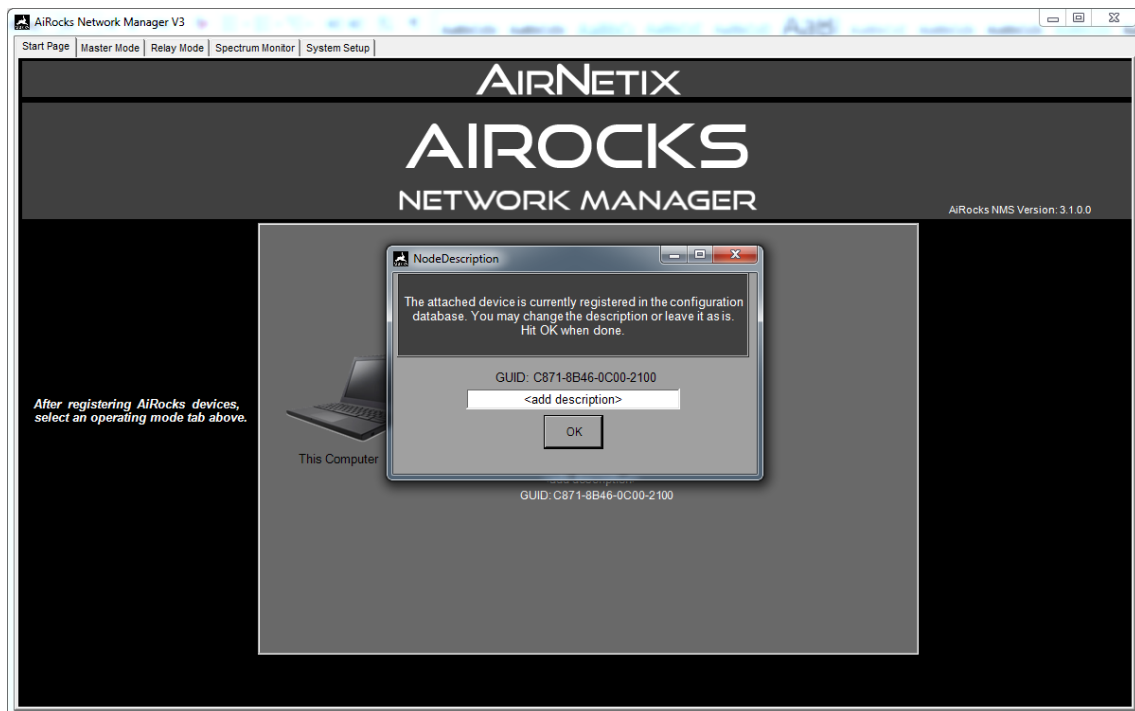 AiRocks Network Manager V3
Start Page Master Mode Relay Mode Spectrum Monitor System Setup
AIRNETIX
AIROCKS
NETWORK MANAGER
AiRocks NMS Version: 3.1.0.0
NodeDescription
The attached device is currently registered in the configuration
database. You may change the description or leave it as is.
Hit OK when done.
GUID: C871-8B46-0C00-2100
<add description>
OK
After registering AiRocks devices,
select an operating mode tab above.
This Computer
GUID: C871-8B46-0C00-2100